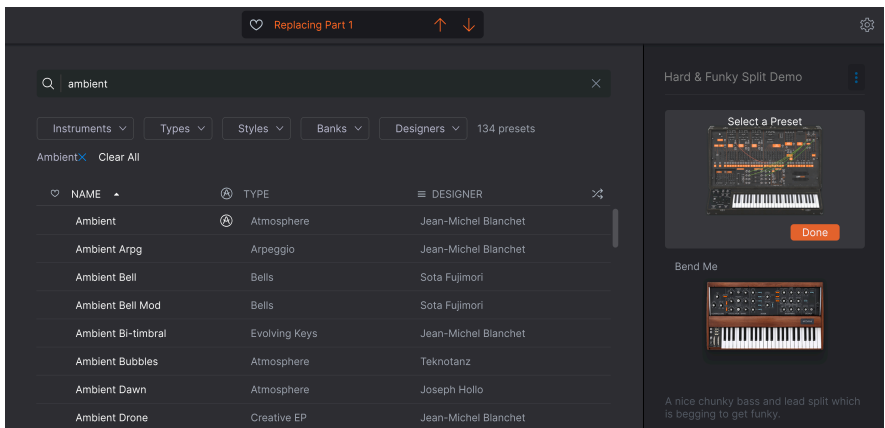 Replacing Part 1
ambient
Instruments Types Styles Banks Designers 134 presets
Ambient Clear All
NAME TYPE DESIGNER
Ambient Atmosphere Jean-Michel Blanchet
Ambient Arpg Arpeggio Jean-Michel Blanchet
Ambient Bell Bells Sota Fujimori
Ambient Bell Mod Bells Sota Fujimori
Ambient Bi-timbral Evolving Keys Jean-Michel Blanchet
Ambient Bubbles Atmosphere Teknotanz
Ambient Dawn Atmosphere Joseph Hollo
Ambient Drone Creative EP Jean-Michel Blanchet
Hard & Funky Split Demo
Select a Preset
Done
Bend Me
A nice chunky bass and lead split which
is begging to get funky.